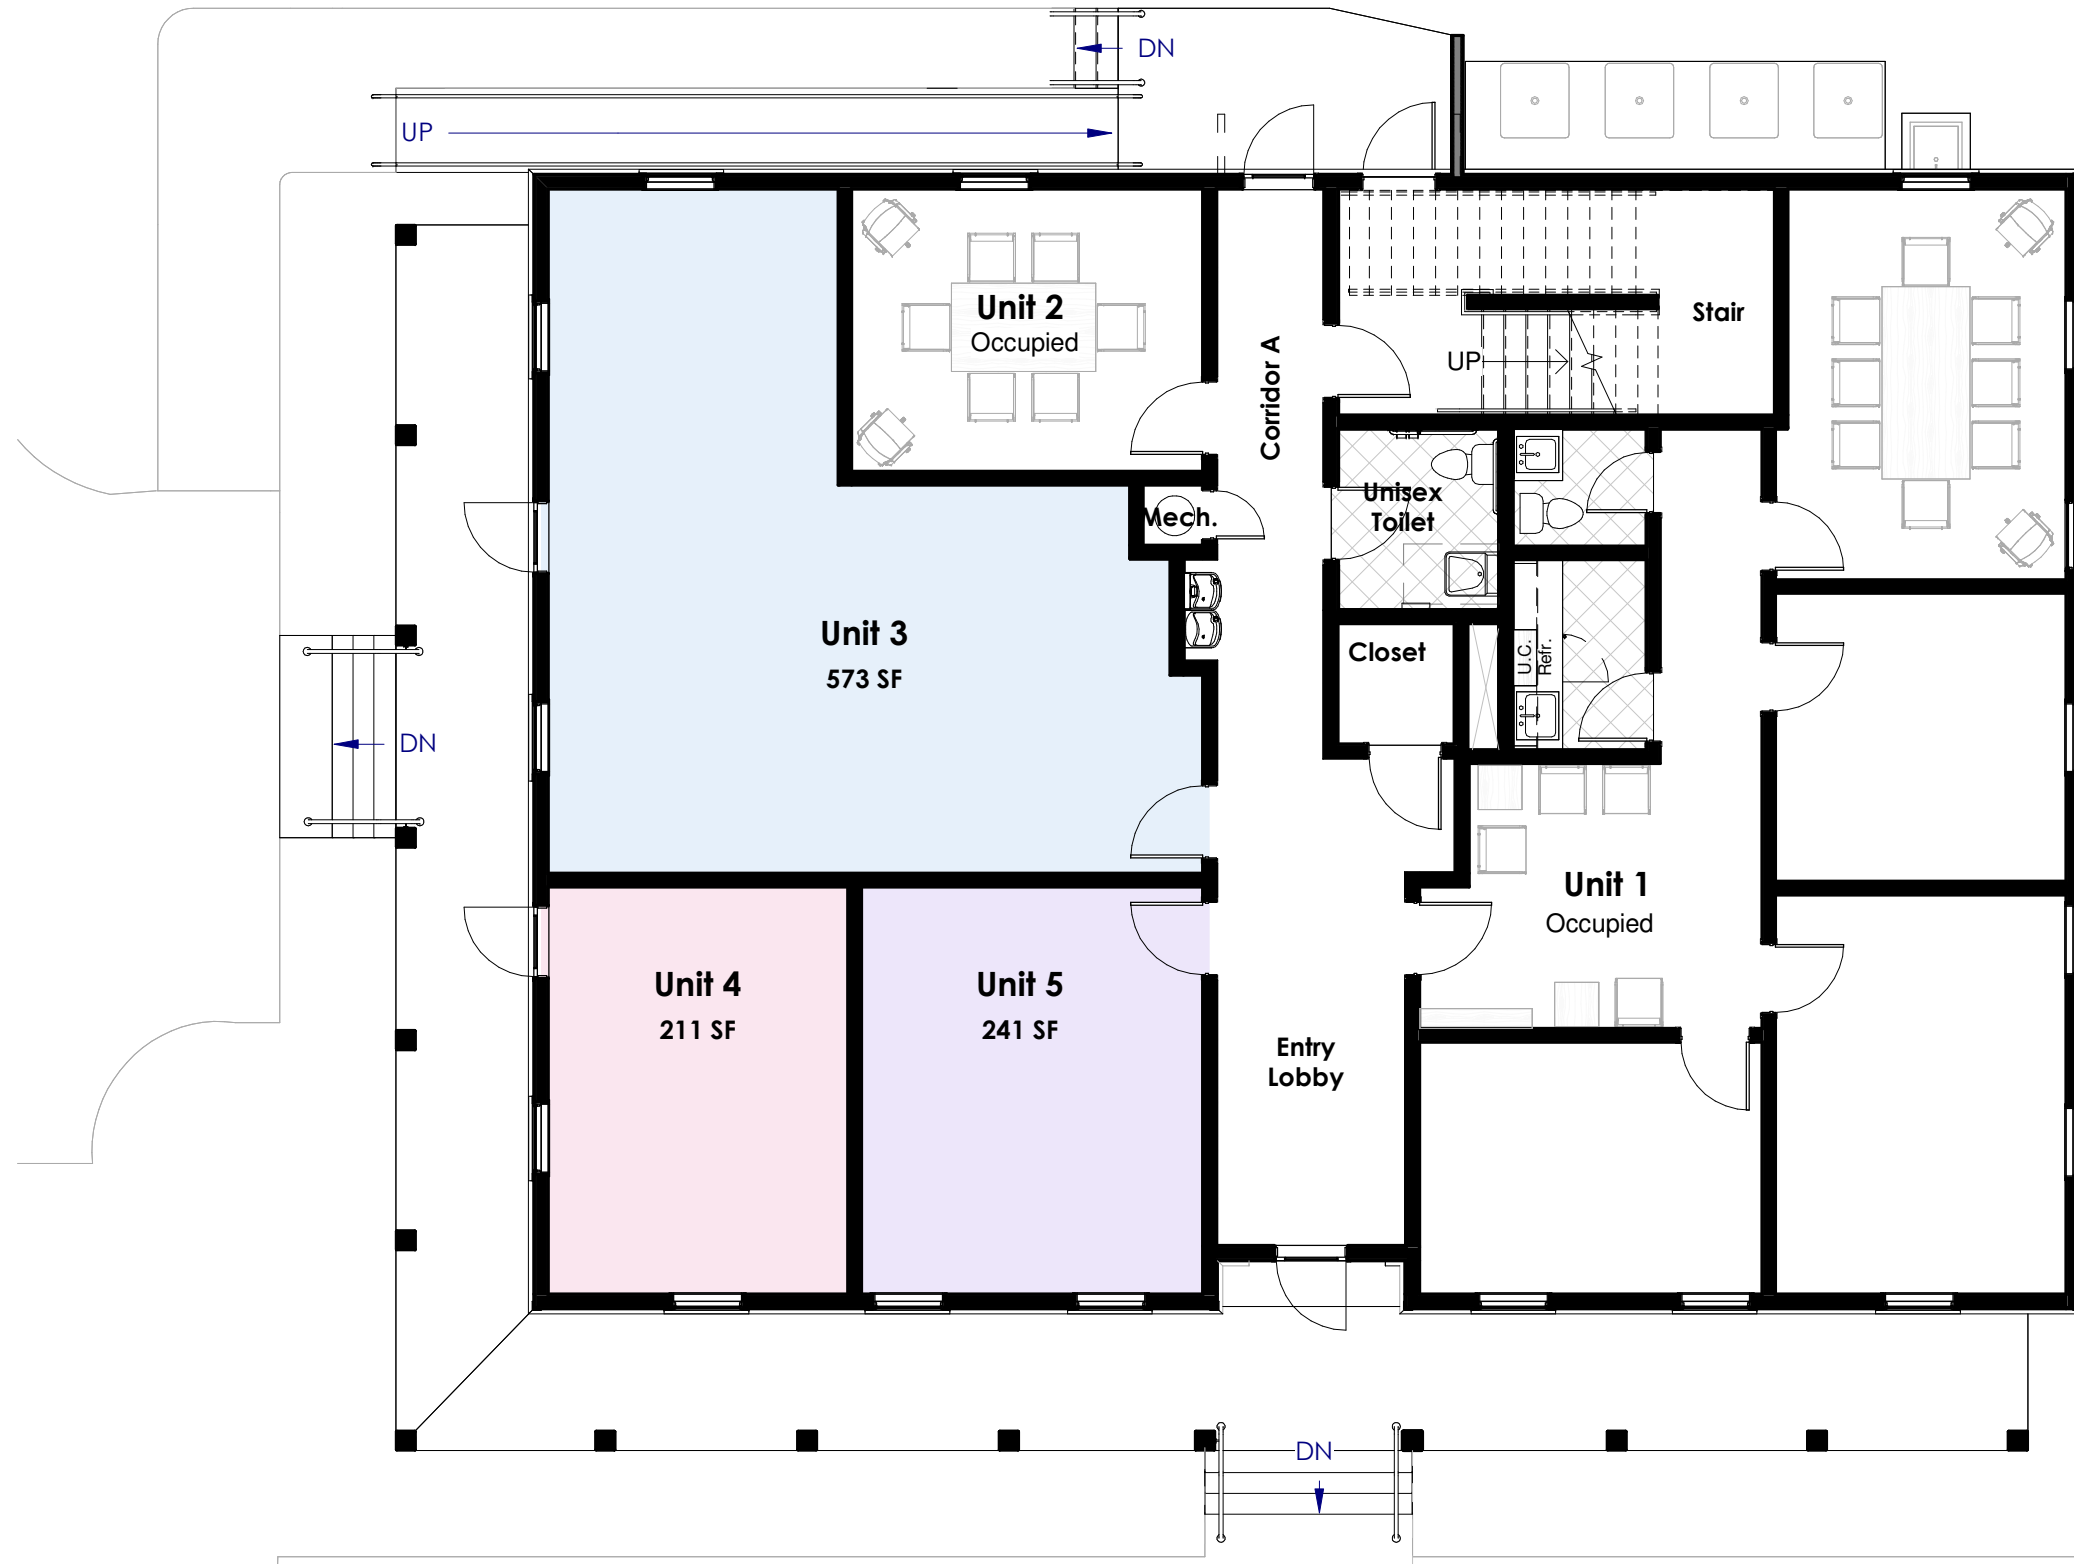 DN
UP
Unit 2
Occupied
Corridor A
Stair
UP
Unisex
Toilet
Mech.
Unit 3
573 SF
Closet
U.C.
Refr.
DN
Unit 1
Occupied
Unit 4
211 SF
Unit 5
241 SF
Entry
Lobby
DN